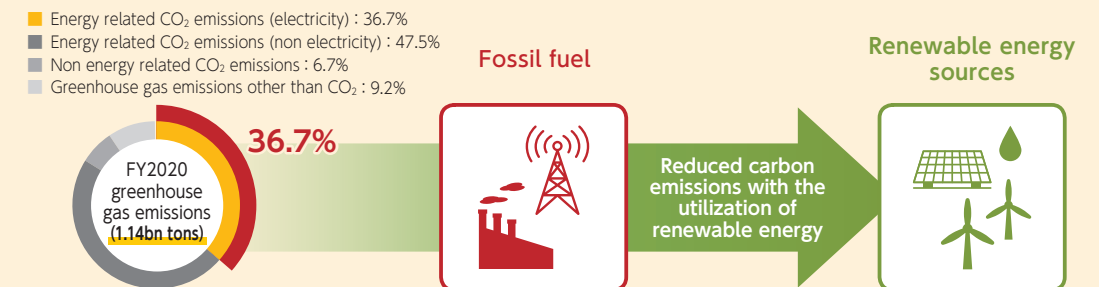 Energy related CO₂ emissions (electricity) : 36.7%
Energy related CO₂ emissions (non electricity) : 47.5%
Non energy related CO₂ emissions : 6.7%
Greenhouse gas emissions other than CO₂ : 9.2%
36.7%
FY2020
greenhouse
gas emissions
(1.14bn tons)
Fossil fuel
Reduced carbon
emissions with the
utilization of
renewable energy
Renewable energy
sources